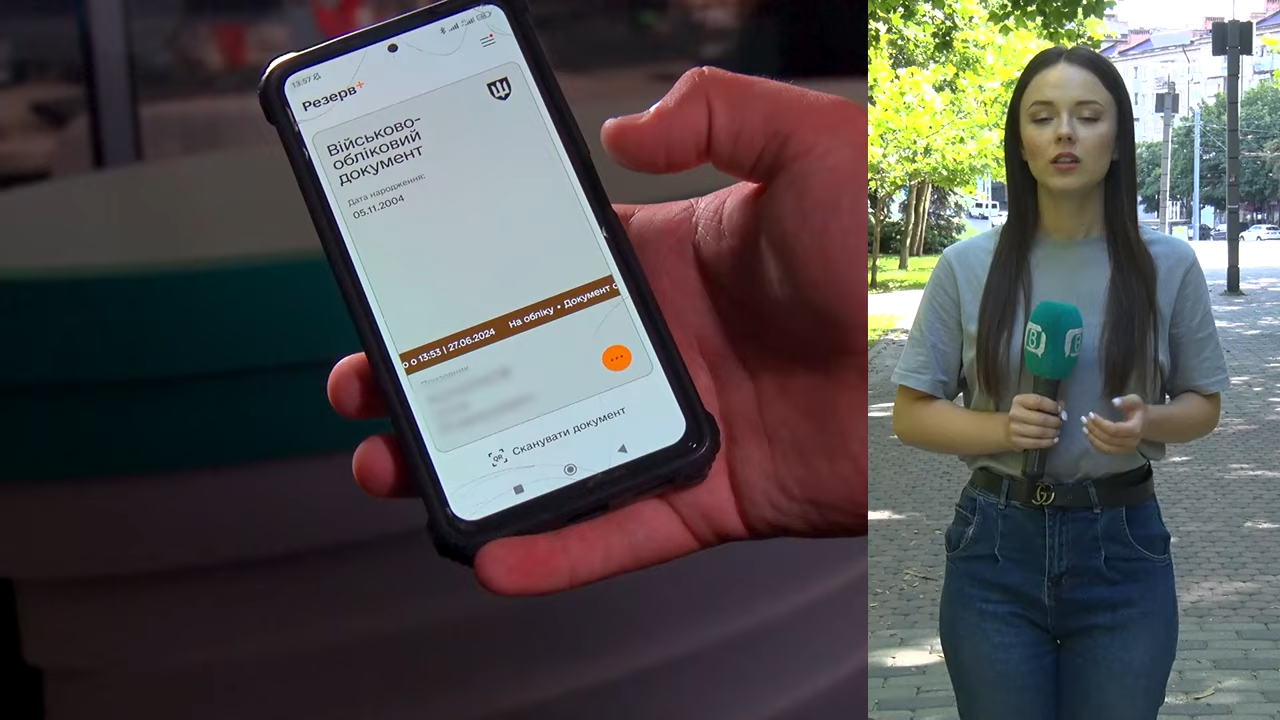 13:57
Резерв+
Військово-
обліковий
документ
Дата народження:
05.11.2004
о 13:53 | 27.06.2024 На обліку • Документ о
Сканувати документ
QR
B